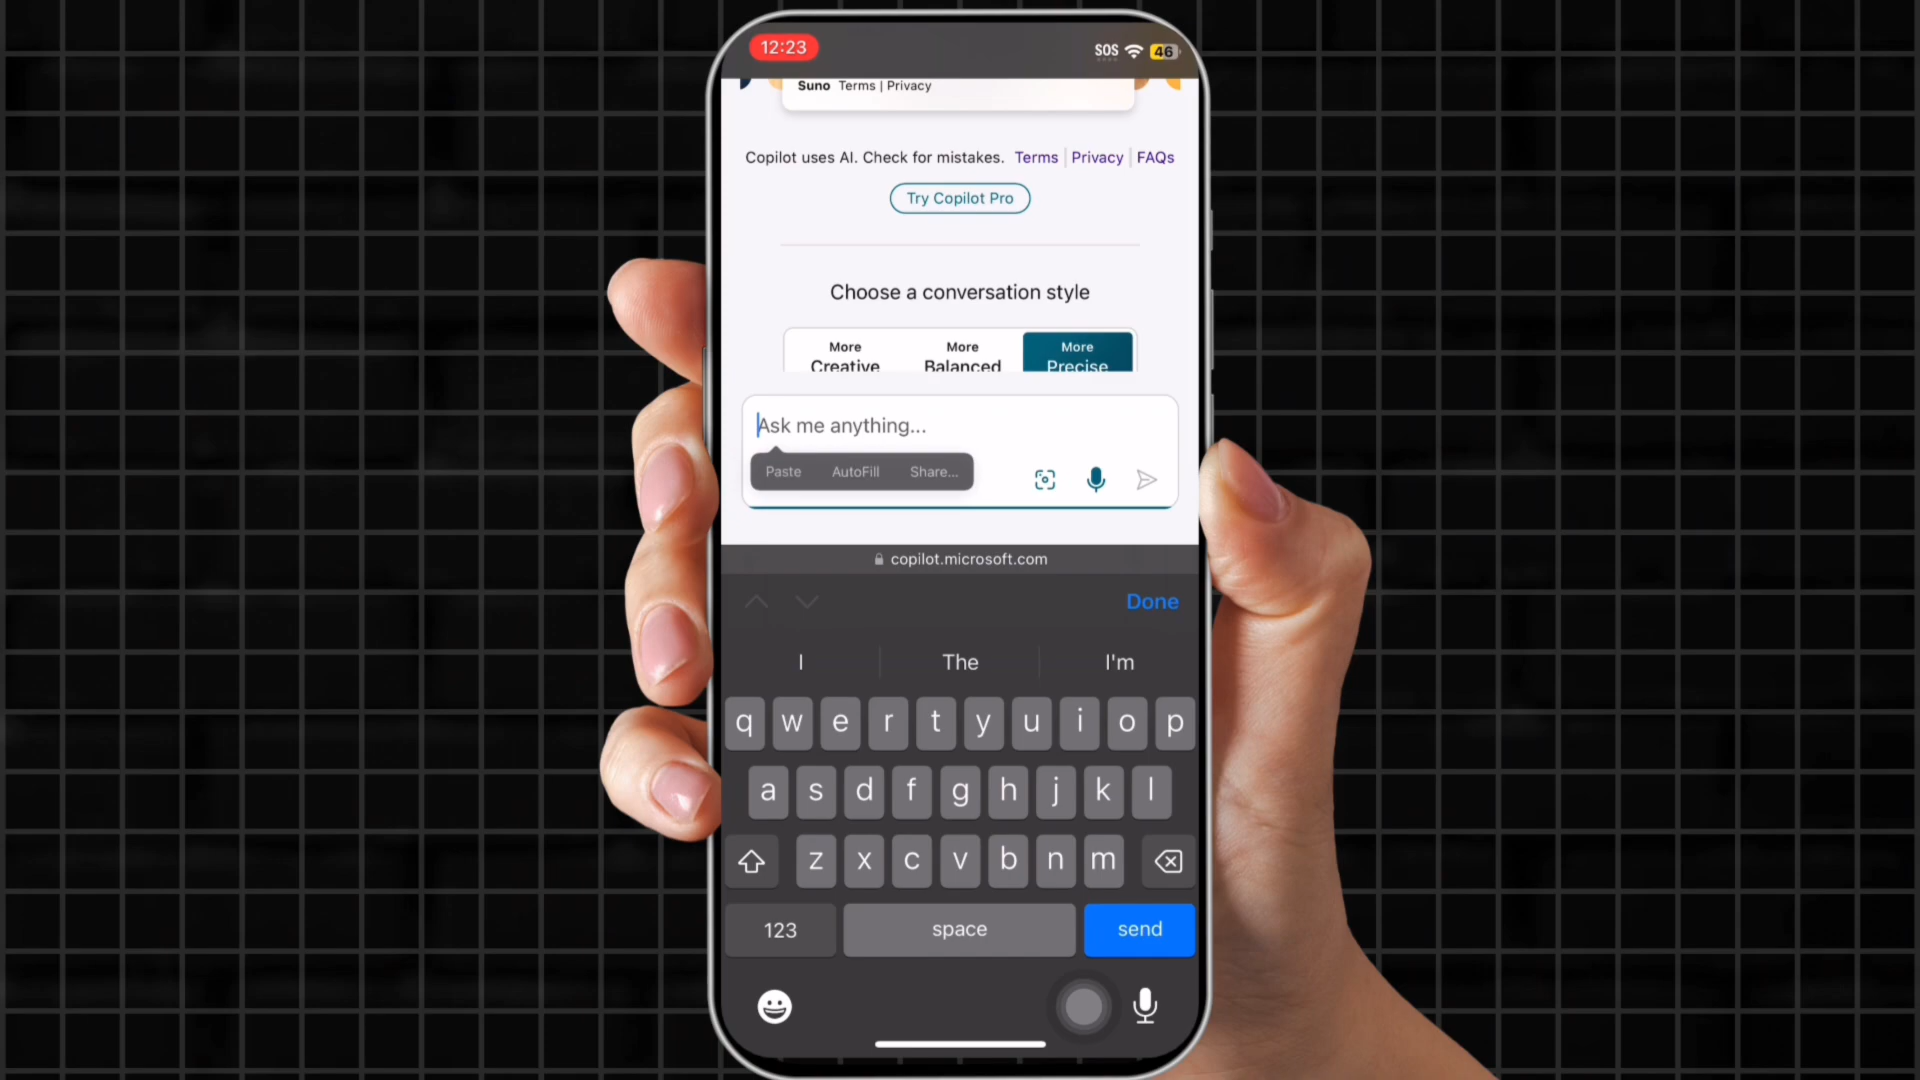 12:23
SOS 46
Suno Terms | Privacy
Copilot uses AI. Check for mistakes. Terms Privacy FAQs
Try Copilot Pro
Choose a conversation style
More More More
Creative Balanced Precise
Ask me anything...
Paste AutoFill Share...
copilot.microsoft.com
Done
I The I'm
q w e r t y u i o p
a s d f g h j k l
z x c v b n m
123 space send